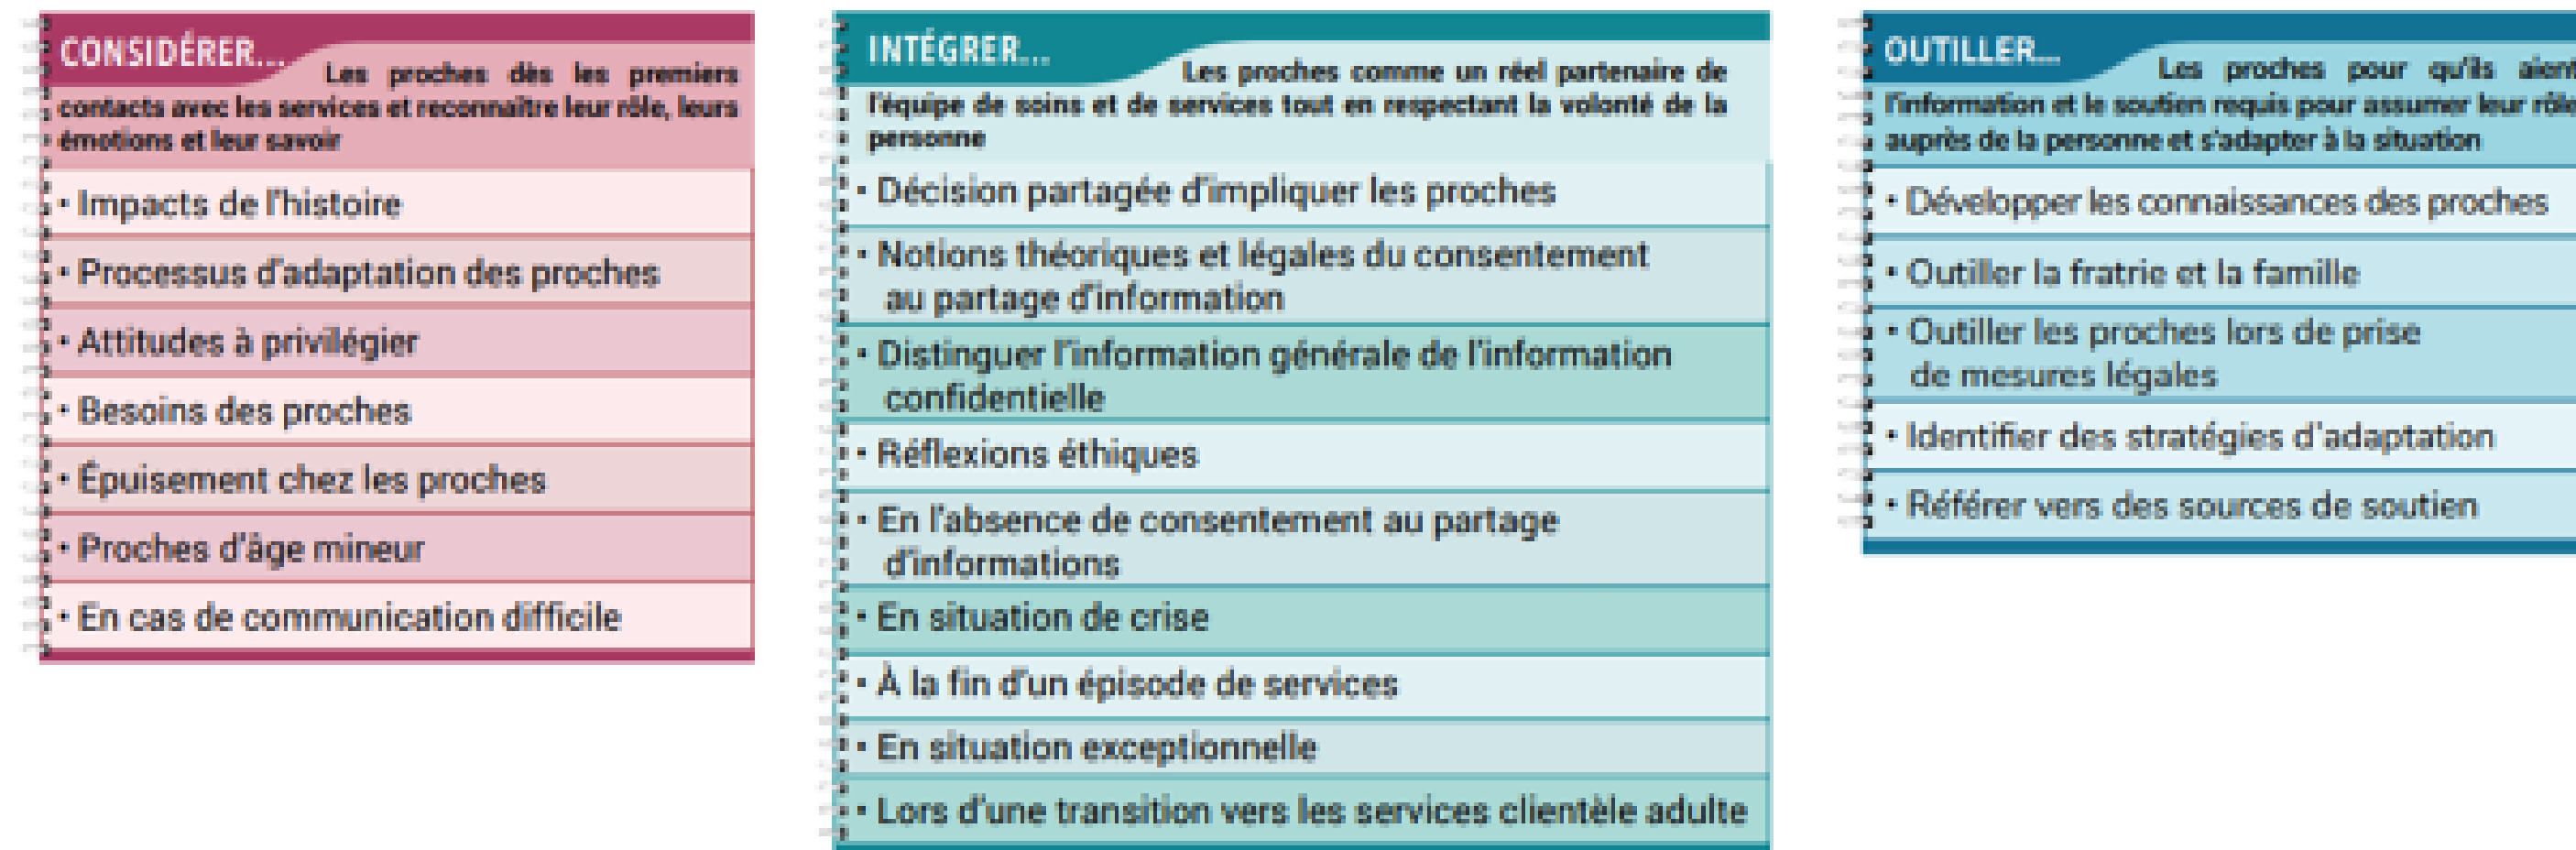 CONSIDÉRER...
Les proches dès les premiers
contacts avec les services et reconnaître leur rôle, leurs
émotions et leur savoir
• Impacts de l'histoire
• Processus d'adaptation des proches
• Attitudes à privilégier
• Besoins des proches
• Épuisement chez les proches
• Proches d'âge mineur
• En cas de communication difficile
INTÉGRER...
Les proches comme un réel partenaire de
l'équipe de soins et de services tout en respectant la volonté de la
personne
• Décision partagée d'impliquer les proches
• Notions théoriques et légales du consentement
au partage d'information
• Distinguer l'information générale de l'information
confidentielle
• Réflexions éthiques
• En l'absence de consentement au partage
d'informations
• En situation de crise
• À la fin d'un épisode de services
• En situation exceptionnelle
• Lors d'une transition vers les services clientèle adulte
OUTILLER...
Les proches pour qu'ils aient
l'information et le soutien requis pour assumer leur rôle
auprès de la personne et s'adapter à la situation
• Développer les connaissances des proches
• Outiller la fratrie et la famille
• Outiller les proches lors de prise
de mesures légales
• Identifier des stratégies d'adaptation
• Référer vers des sources de soutien